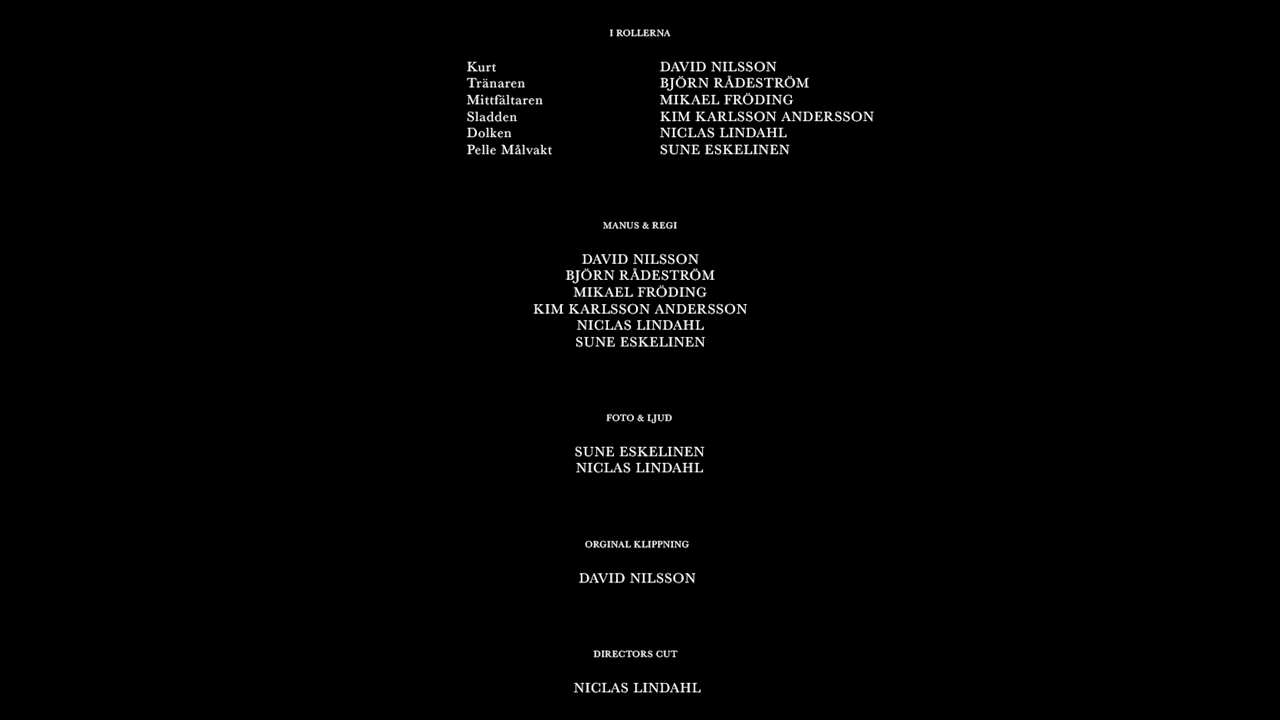 I ROLLERNA
Kurt DAVID NILSSON
Tränaren BJÖRN RÅDESTRÖM
Mittfältaren MIKAEL FRÖDING
Sladden KIM KARLSSON ANDERSSON
Dolken NICLAS LINDAHL
Pelle Målvakt SUNE ESKELINEN
MANUS & REGI
DAVID NILSSON
BJÖRN RÅDESTRÖM
MIKAEL FRÖDING
KIM KARLSSON ANDERSSON
NICLAS LINDAHL
SUNE ESKELINEN
FOTO & LJUD
SUNE ESKELINEN
NICLAS LINDAHL
ORGINAL KLIPPNING
DAVID NILSSON
DIRECTORS CUT
NICLAS LINDAHL